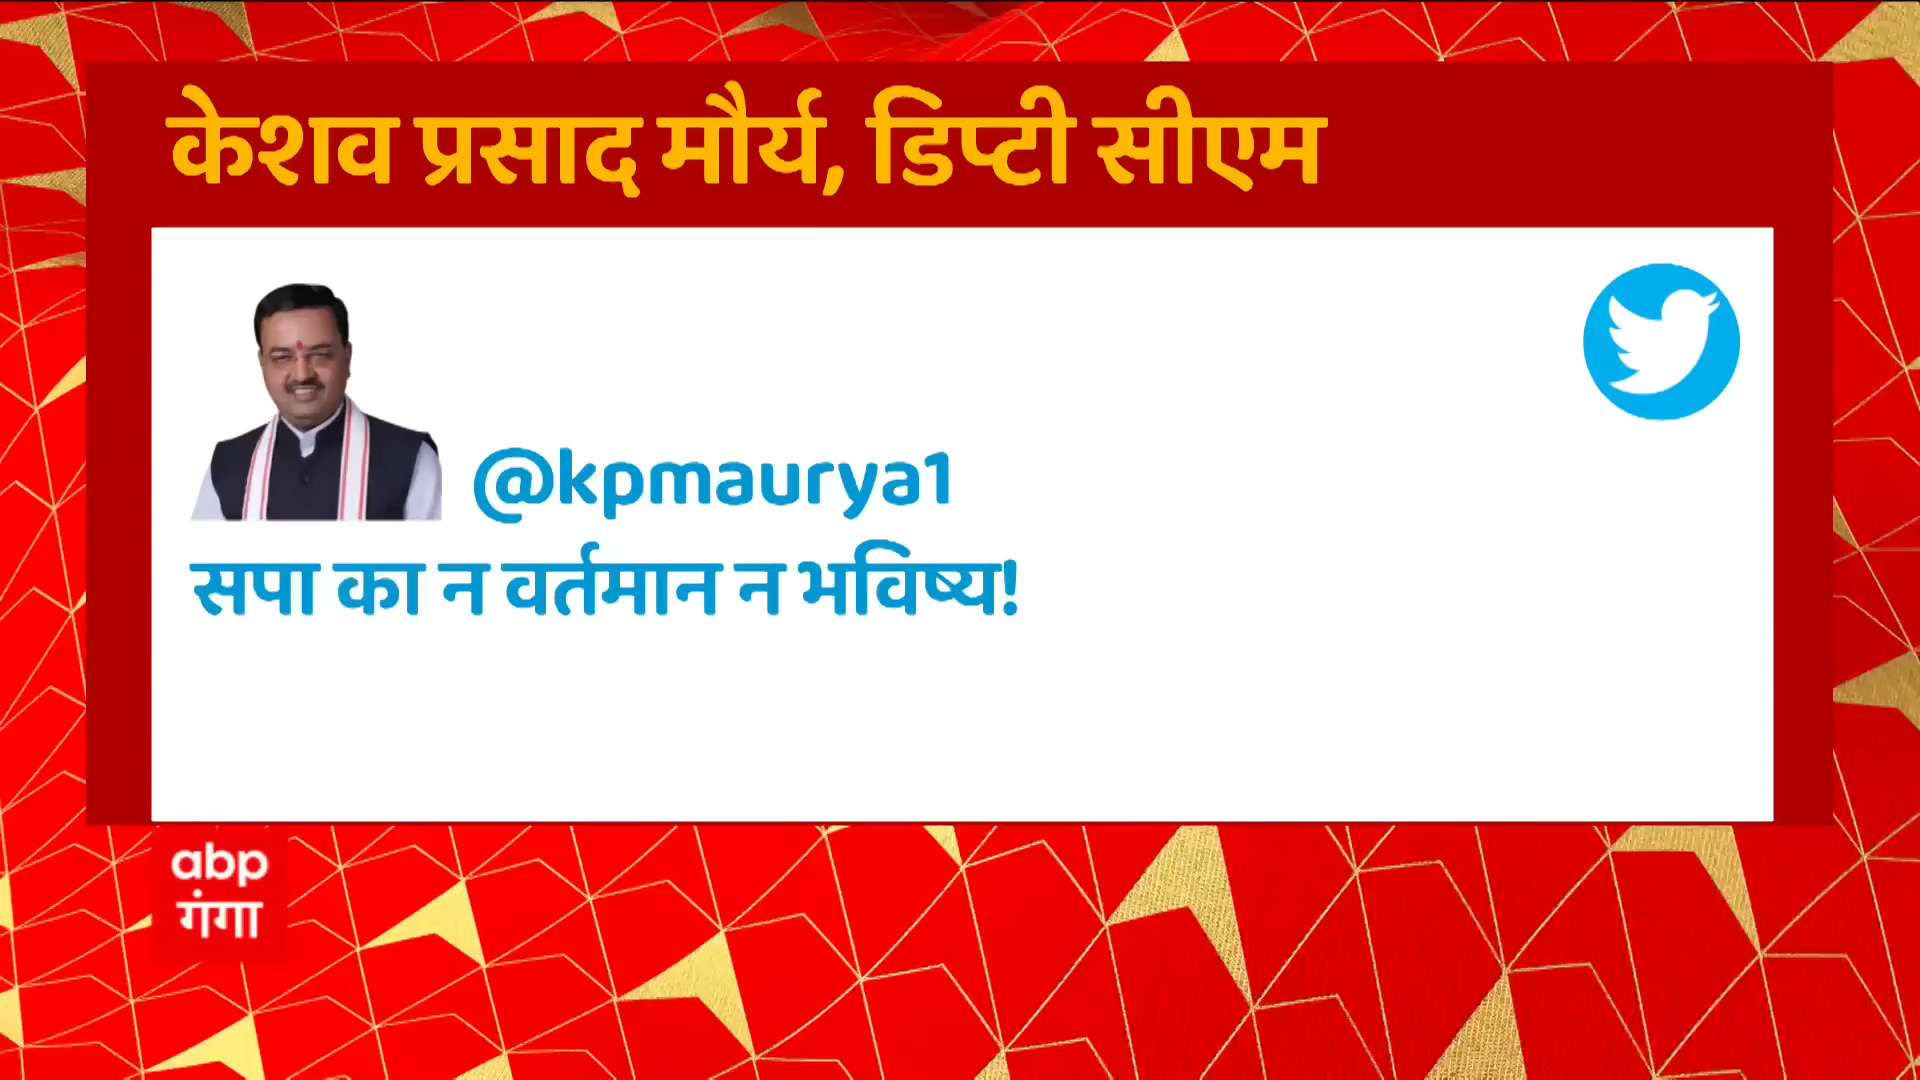 केशव प्रसाद मौर्य, डिप्टी सीएम
@kpmaurya1
सपा का न वर्तमान न भविष्य!
abp
गंगा